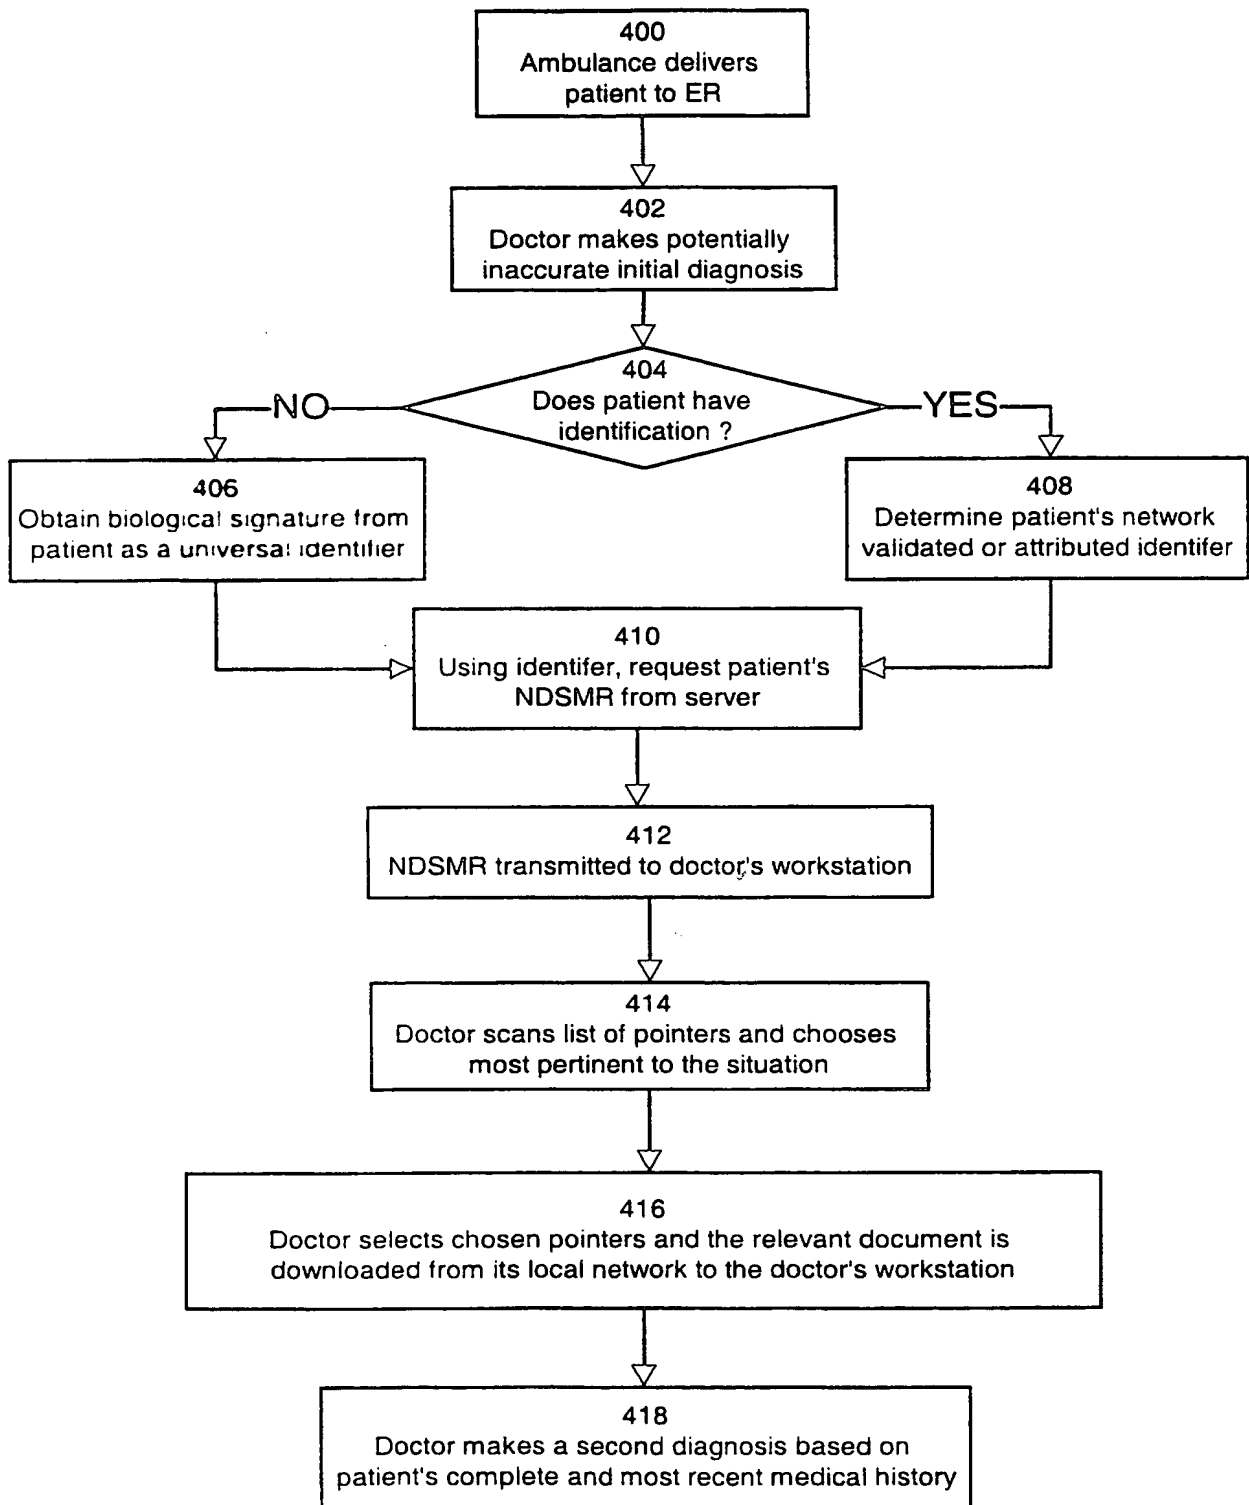 400
Ambulance delivers
patient to ER
402
Doctor makes potentially
inaccurate initial diagnosis
404
Does patient have
identification ?
NO
YES
406
Obtain biological signature from
patient as a universal identifier
408
Determine patient's network
validated or attributed identifer
410
Using identifer, request patient's
NDSMR from server
412
NDSMR transmitted to doctor's workstation
414
Doctor scans list of pointers and chooses
most pertinent to the situation
416
Doctor selects chosen pointers and the relevant document is
downloaded from its local network to the doctor's workstation
418
Doctor makes a second diagnosis based on
patient's complete and most recent medical history